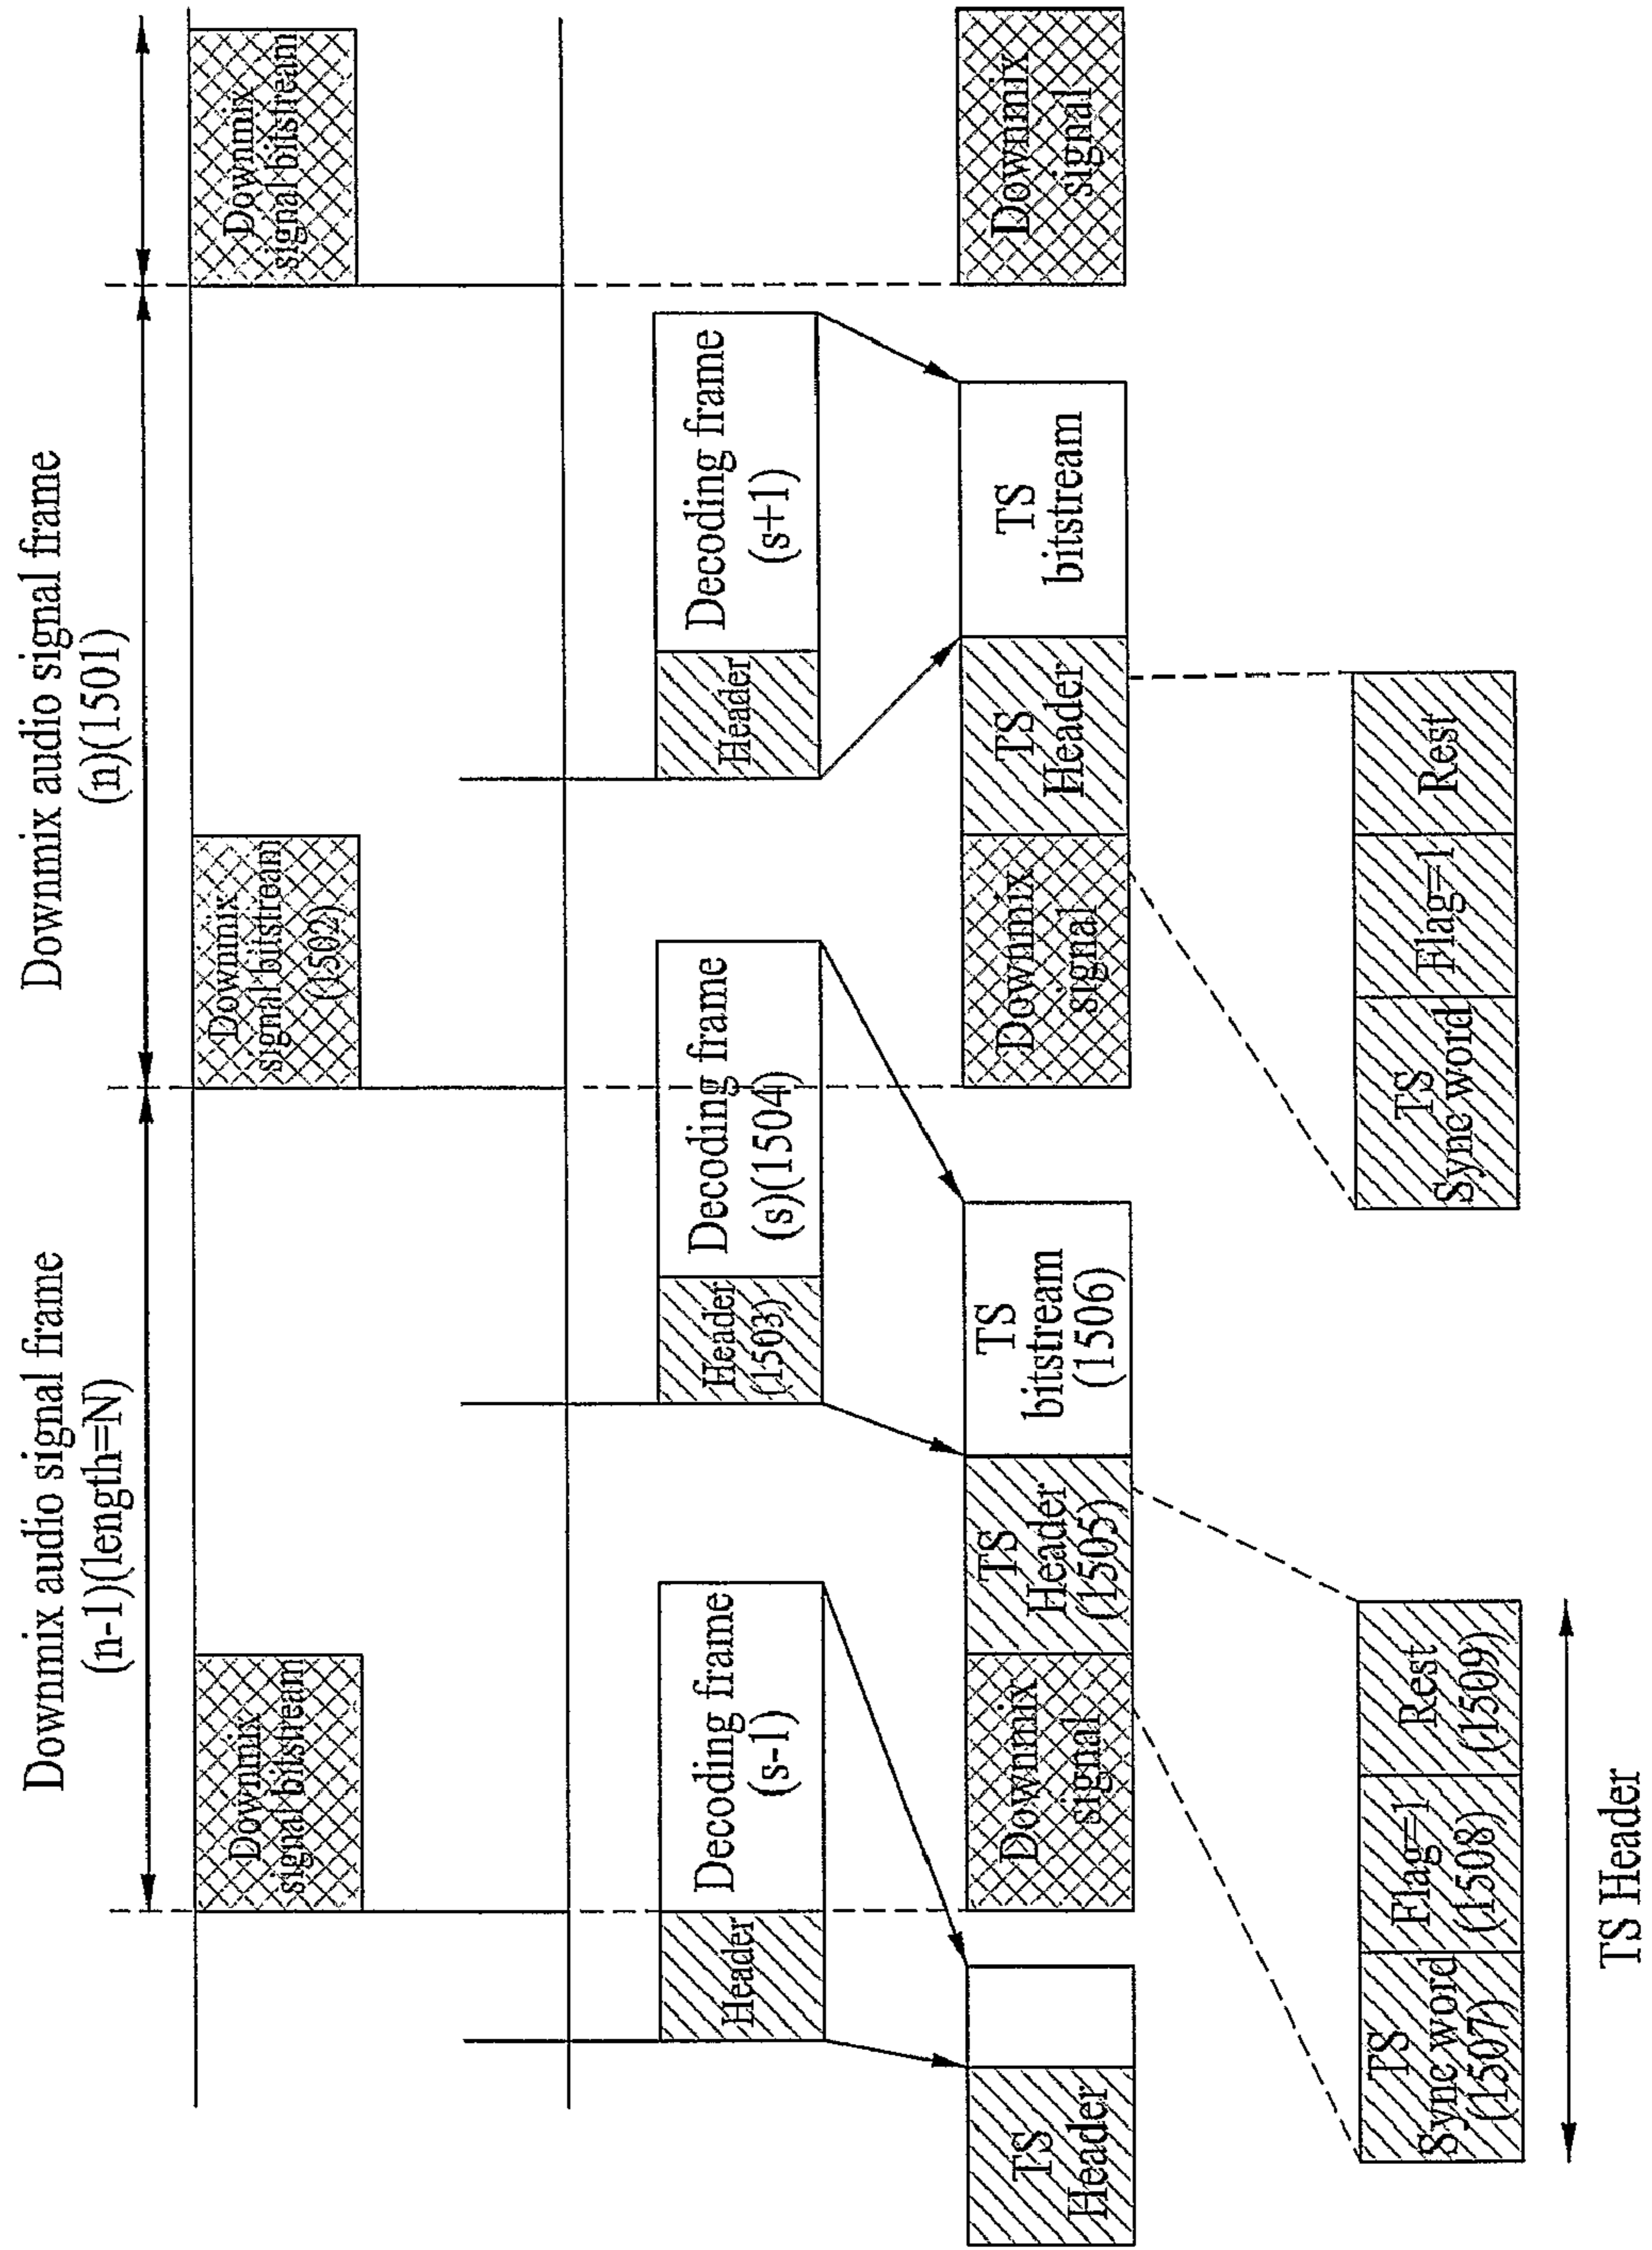 Downmix audio signal frame
(n-1)(length=N)
Downmix audio signal frame
(n)(1501)
Downmix
signal bitstream
Downmix
signal bitstream
(1502)
Downmix
signal bitstream
Header
Decoding frame
(s-1)
Header
(1503)
Decoding frame
(s)(1504)
Header
Decoding frame
(s+1)
TS
Header
Downmix
signal
TS
Header
(1505)
TS
bitstream
(1506)
Downmix
signal
TS
Header
TS
bitstream
Downmix
signal
TS
Sync word
(1507)
Flag=1
(1508)
Rest
(1509)
TS
Sync word
Flag=1
Rest
TS Header